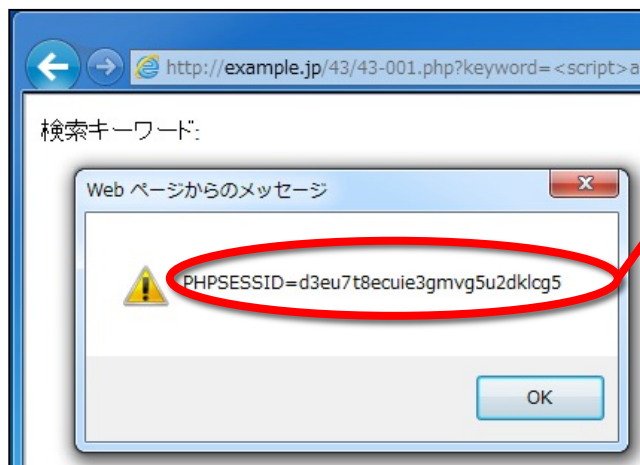 http://example.jp/43/43-001.php?keyword=<script>a
検索キーワード:
Web ページからのメッセージ
PHPSESSID=d3eu7t8ecuie3gmvg5u2dklcg5
OK